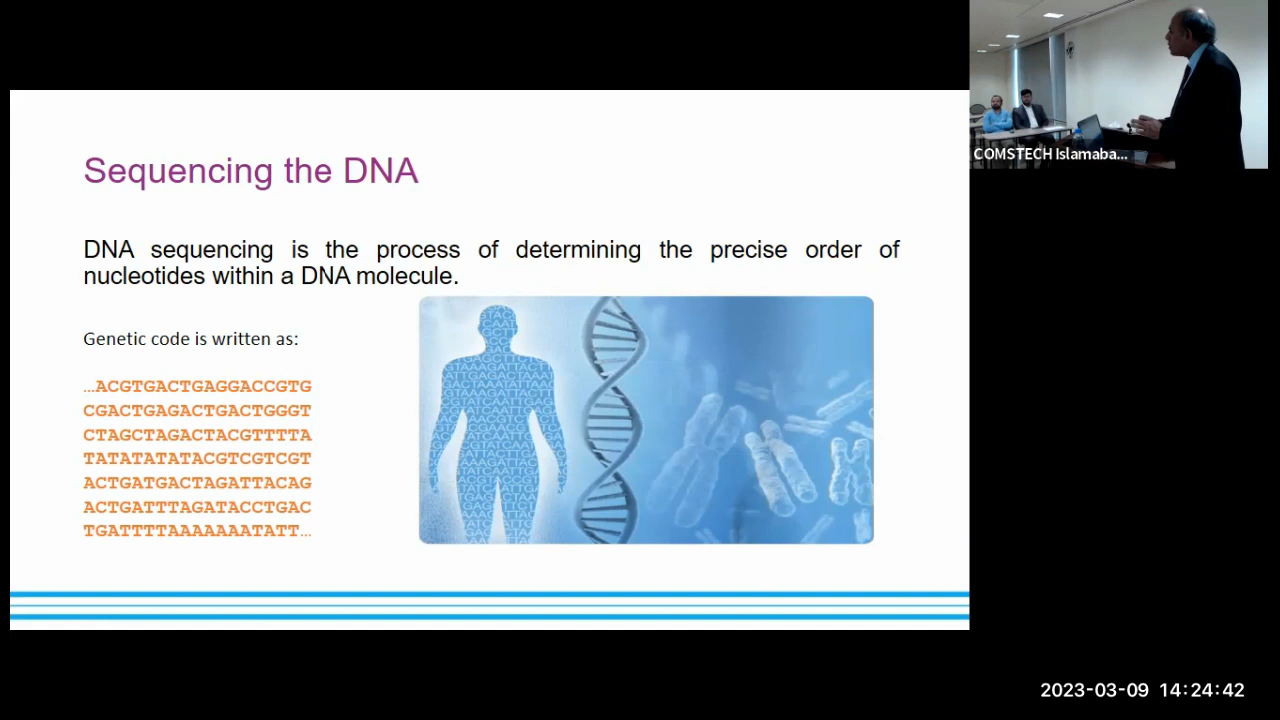 Sequencing the DNA
DNA sequencing is the process of determining the precise order of
nucleotides within a DNA molecule.
Genetic code is written as:
...ACGTGACTGAGGACCGTG
CGACTGAGACTGACTGGGT
CTAGCTAGACTACGTTTTA
TATATATATACGTCGTCGT
ACTGATGACTAGATTACAG
ACTGATTTAGATACCTGAC
TGATTTTAAAAAAATATT...
COMSTECH Islamaba...
2023-03-09 14:24:42